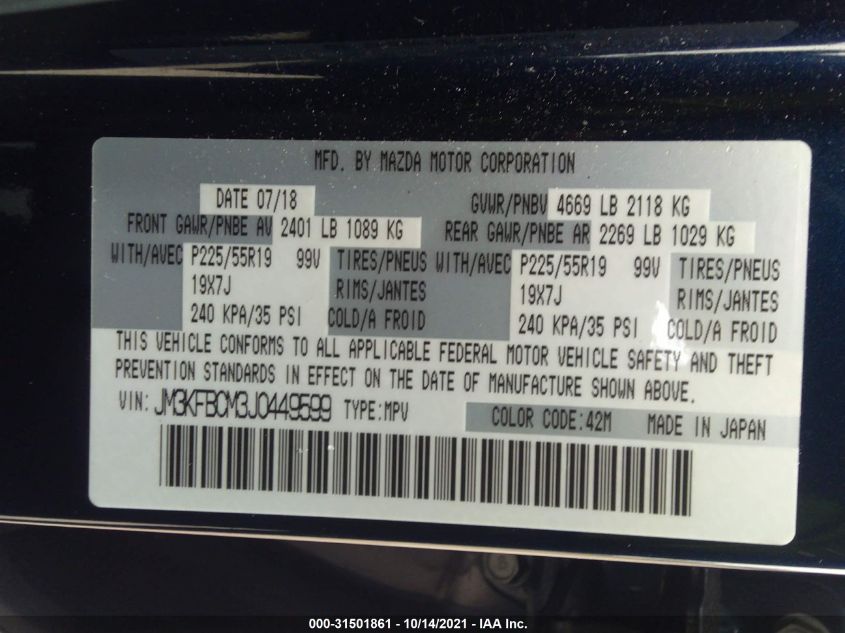 MFD. BY MAZDA MOTOR CORPORATION
DATE 07/18 GVWR/PNBV 4669 LB 2118 KG
FRONT GAWR/PNBE AV 2401 LB 1089 KG REAR GAWR/PNBE AR 2269 LB 1029 KG
WITH/AVEC P225/55R19 99V TIRES/PNEUS WITH/AVEC P225/55R19 99V TIRES/PNEUS
19X7J RIMS/JANTES 19X7J RIMS/JANTES
240 KPA/35 PSI COLD/A FROID 240 KPA/35 PSI COLD/A FROID
THIS VEHICLE CONFORMS TO ALL APPLICABLE FEDERAL MOTOR VEHICLE SAFETY AND THEFT
PREVENTION STANDARDS IN EFFECT ON THE DATE OF MANUFACTURE SHOWN ABOVE.
VIN: JM3KFBCM3J0449599 TYPE:MPV COLOR CODE:42M MADE IN JAPAN
000-31501861 - 10/14/2021 - IAA Inc.